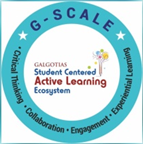 G-SCALE
GALGOTIAS
Student Centered
Active Learning
Ecosystem
• Critical Thinking • Collaboration • Engagement • Experiential Learning